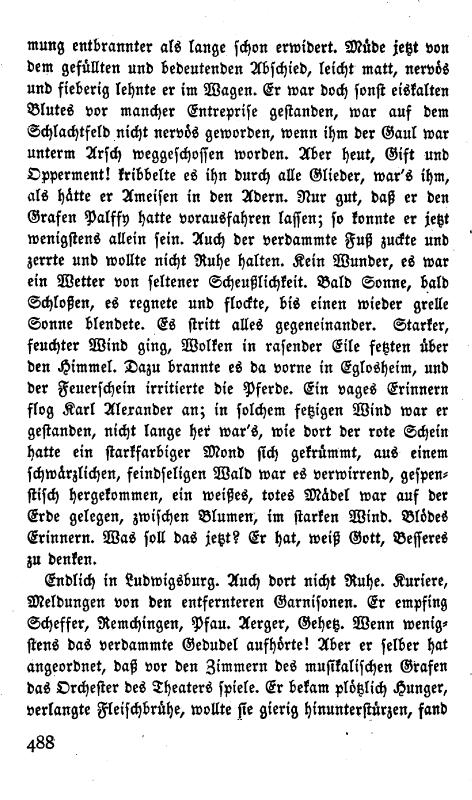 mung entbrannter als lange schon erwidert. Müde jetzt von
dem gefüllten und bedeutenden Abschied, leicht matt, nervös
und fieberig lehnte er im Wagen. Er war doch sonst eiskalten
Blutes vor mancher Entreprise gestanden, war auf dem
Schlachtfeld nicht nervös geworden, wenn ihm der Gaul war
unterm Arsch weggeschossen worden. Aber heut, Gift und
Opperment! kribbelte es ihn durch alle Glieder, war's ihm,
als hätte er Ameisen in den Adern. Nur gut, daß er den
Grafen Palffy hatte vorausfahren lassen; so konnte er jetzt
wenigstens allein sein. Auch der verdammte Fuß zuckte und
zerrte und wollte nicht Ruhe halten. Kein Wunder, es war
ein Wetter von seltener Scheußlichkeit. Bald Sonne, bald
Schloßen, es regnete und flockte, bis einen wieder grelle
Sonne blendete. Es stritt alles gegeneinander. Starker,
feuchter Wind ging, Wolken in rasender Eile fetzten über
den Himmel. Dazu brannte es da vorne in Eglosheim, und
der Feuerschein irritierte die Pferde. Ein vages Erinnern
flog Karl Alexander an; in solchem fetzigen Wind war er
gestanden, nicht lange her war's, wie dort der rote Schein
hatte ein starkfarbiger Mond sich gekrümmt, aus einem
schwärzlichen, feindseligen Wald war es verwirrend, gespen-
stisch hergekommen, ein weißes, totes Mädel war auf der
Erde gelegen, zwischen Blumen, im starken Wind. Blödes
Erinnern. Was soll das jetzt? Er hat, weiß Gott, Besseres
zu denken.
Endlich in Ludwigsburg. Auch dort nicht Ruhe. Kuriere,
Meldungen von den entfernteren Garnisonen. Er empfing
Scheffer, Remchingen, Pfau. Aerger, Gehetz. Wenn wenig-
stens das verdammte Gedudel aufhörte! Aber er selber hat
angeordnet, daß vor den Zimmern des musikalischen Grafen
das Orchester des Theaters spiele. Er bekam plötzlich Hunger,
verlangte Fleischbrühe, wollte sie gierig hinunterstürzen, fand
488